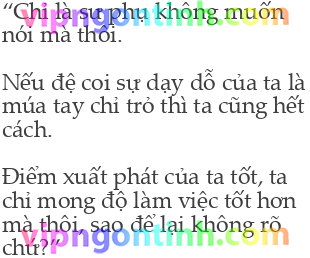 “Chỉ là sư phụ không muốn
nói mà thôi.
Nếu đệ coi sự dạy dỗ của ta là
múa tay chỉ trỏ thì ta cũng hết
cách.
Điểm xuất phát của ta tốt, ta
chỉ mong độ làm việc tốt hơn
mà thôi, sao để lại không rõ
chứ?”
vipngontinh.com
vipngontinh.com